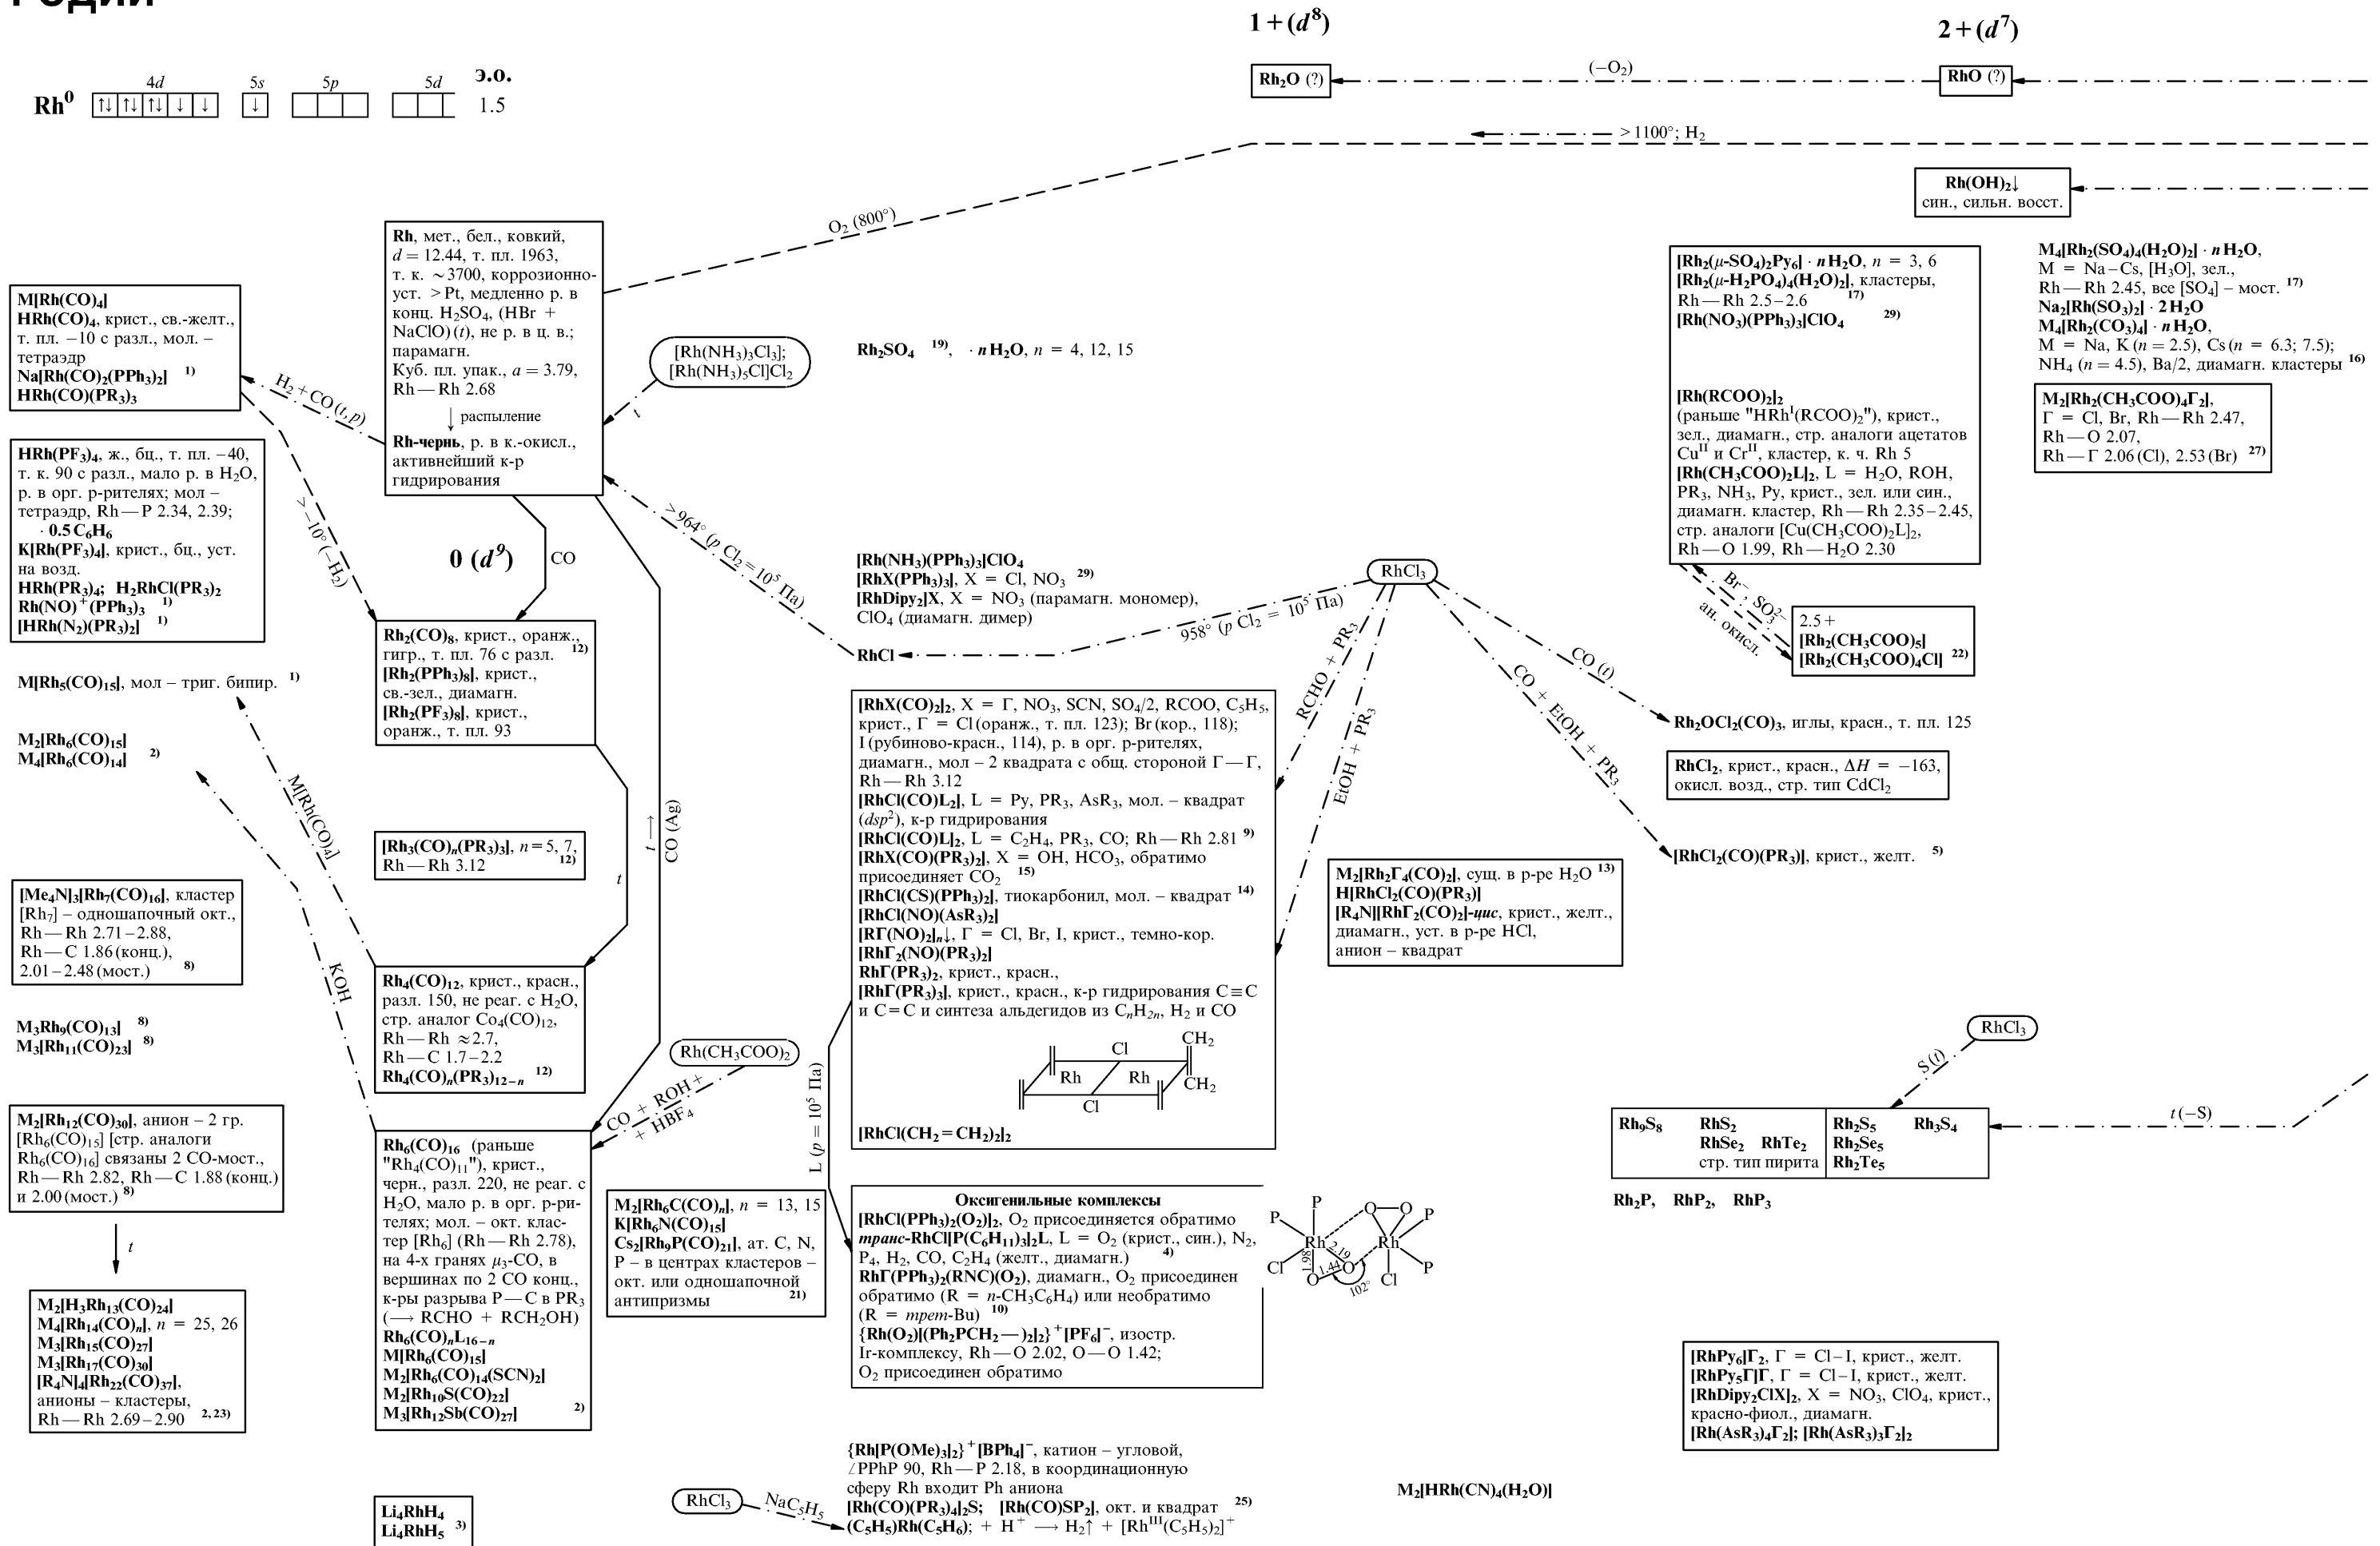 Родий
1 + (d⁸)
2 + (d⁷)
4d 5s 5p 5d э.о.
Rh⁰ ↑↓ ↑↓ ↑↓ ↓ ↓ ↓ 1.5
Rh₂O (?)
(−O₂)
RhO (?)
>1100°; H₂
Rh(OH)₂↓
син., сильн. восст.
O₂ (800°)
Rh, мет., бел., ковкий,
d = 12.44, т. пл. 1963,
т. к. ~3700, коррозионно-
уст. >Pt, медленно р. в
конц. H₂SO₄, (HBr +
NaClO) (t), не р. в ц. в.;
парамагн.
Куб. пл. упак., a = 3.79,
Rh—Rh 2.68
↓ распыление
Rh-чернь, р. в к.-окисл.,
активнейший к-р
гидрирования
M[Rh(CO)₄]
HRh(CO)₄, крист., св.-желт.,
т. пл. −10 с разл., мол. –
тетраэдр
Na[Rh(CO)₂(PPh₃)₂] ¹⁾
HRh(CO)(PR₃)₃
H₂ + CO (t, p)
>−10° (−H₂)
HRh(PF₃)₄, ж., бц., т. пл. −40,
т. к. 90 с разл., мало р. в H₂O,
р. в орг. р-рителях; мол –
тетраэдр, Rh—P 2.34, 2.39;
· 0.5 C₆H₆
K[Rh(PF₃)₄], крист., бц., уст.
на возд.
HRh(PR₃)₄; H₂RhCl(PR₃)₂
Rh(NO)⁺(PPh₃)₃ ¹⁾
[HRh(N₂)(PR₃)₂] ¹⁾
M[Rh₅(CO)₁₅], мол – триг. бипир. ¹⁾
M₂[Rh₆(CO)₁₅]
M₄[Rh₆(CO)₁₄] ²⁾
[Me₄N]₃[Rh₇(CO)₁₆], кластер
[Rh₇] – одношапочный окт.,
Rh—Rh 2.71–2.88,
Rh—C 1.86 (конц.),
2.01–2.48 (мост.) ⁸⁾
M₃Rh₉(CO)₁₃] ⁸⁾
M₃[Rh₁₁(CO)₂₃] ⁸⁾
M₂[Rh₁₂(CO)₃₀], анион – 2 гр.
[Rh₆(CO)₁₅] [стр. аналоги
Rh₆(CO)₁₆] связаны 2 CO-мост.,
Rh—Rh 2.82, Rh—C 1.88 (конц.)
и 2.00 (мост.) ⁸⁾
t
M₂[H₃Rh₁₃(CO)₂₄]
M₄[Rh₁₄(CO)ₙ], n = 25, 26
M₃[Rh₁₅(CO)₂₇]
M₃[Rh₁₇(CO)₃₀]
[R₄N]₄[Rh₂₂(CO)₃₇],
анионы – кластеры,
Rh—Rh 2.69–2.90 ²,²³⁾
0 (d⁹)
CO
Rh₂(CO)₈, крист., оранж.,
гигр., т. пл. 76 с разл. ¹²⁾
[Rh₂(PPh₃)₈], крист.,
св.-зел., диамагн.
[Rh₂(PF₃)₈], крист.,
оранж., т. пл. 93
M[Rh(CO)₄]
KOH
[Rh₃(CO)ₙ(PR₃)₃], n=5, 7,
Rh—Rh 3.12 ¹²⁾
t
t ⟶
CO (Ag)
Rh₄(CO)₁₂, крист., красн.,
разл. 150, не реаг. с H₂O,
стр. аналог Co₄(CO)₁₂,
Rh—Rh ≈2.7,
Rh—C 1.7–2.2
Rh₄(CO)ₙ(PR₃)₁₂₋ₙ ¹²⁾
Rh(CH₃COO)₂
CO + ROH +
+ HBF₄
Rh₆(CO)₁₆ (раньше
"Rh₄(CO)₁₁"), крист.,
черн., разл. 220, не реаг. с
H₂O, мало р. в орг. р-ри-
телях; мол. – окт. клас-
тер [Rh₆] (Rh—Rh 2.78),
на 4-х гранях μ₃-CO, в
вершинах по 2 CO конц.,
к-ры разрыва P—C в PR₃
(⟶ RCHO + RCH₂OH)
Rh₆(CO)ₙL₁₆₋ₙ
M[Rh₆(CO)₁₅]
M₂[Rh₆(CO)₁₄(SCN)₂]
M₂[Rh₁₀S(CO)₂₂]
M₃[Rh₁₂Sb(CO)₂₇] ²⁾
Li₄RhH₄
Li₄RhH₅ ³⁾
M₂[Rh₆C(CO)ₙ], n = 13, 15
K[Rh₆N(CO)₁₅]
Cs₂[Rh₉P(CO)₂₁], ат. C, N,
P – в центрах кластеров –
окт. или одношапочной
антипризмы ²¹⁾
[Rh(NH₃)₃Cl₃];
[Rh(NH₃)₅Cl]Cl₂
t
Rh₂SO₄ ¹⁹⁾, · nH₂O, n = 4, 12, 15
>964° (p Cl₂=10⁵ Па)
[Rh(NH₃)(PPh₃)₃]ClO₄
[RhX(PPh₃)₃], X = Cl, NO₃ ²⁹⁾
[RhDipy₂]X, X = NO₃ (парамагн. мономер),
ClO₄ (диамагн. димер)
RhCl
958° (p Cl₂ = 10⁵ Па)
RhCl₃
RCHO + PR₃
EtOH + PR₃
CO + EtOH + PR₃
CO (t)
[RhX(CO)₂]₂, X = Г, NO₃, SCN, SO₄/2, RCOO, C₅H₅,
крист., Г = Cl (оранж., т. пл. 123); Br (кор., 118);
I (рубиново-красн., 114), р. в орг. р-рителях,
диамагн., мол – 2 квадрата с общ. стороной Г—Г,
Rh—Rh 3.12
[RhCl(CO)L₂], L = Py, PR₃, AsR₃, мол. – квадрат
(dsp²), к-р гидрирования
[RhCl(CO)L]₂, L = C₂H₄, PR₃, CO; Rh—Rh 2.81 ⁹⁾
[RhX(CO)(PR₃)₂], X = OH, HCO₃, обратимо
присоединяет CO₂ ¹⁵⁾
[RhCl(CS)(PPh₃)₂], тиокарбонил, мол. – квадрат ¹⁴⁾
[RhCl(NO)(AsR₃)₂]
[RГ(NO)₂]ₙ↓, Г = Cl, Br, I, крист., темно-кор.
[RhГ₂(NO)(PR₃)₂]
RhГ(PR₃)₂, крист., красн.,
[RhГ(PR₃)₃], крист., красн., к-р гидрирования C≡C
и C=C и синтеза альдегидов из CₙH₂ₙ, H₂ и CO
Cl CH₂
Rh Rh
CH₂
Cl
[RhCl(CH₂=CH₂)₂]₂
L (p = 10⁵ Па)
Оксигенильные комплексы
[RhCl(PPh₃)₂(O₂)]₂, O₂ присоединяется обратимо
транс-RhCl[P(C₆H₁₁)₃]₂L, L = O₂ (крист., син.), N₂,
P₄, H₂, CO, C₂H₄ (желт., диамагн.) ⁴⁾
RhГ(PPh₃)₂(RNC)(O₂), диамагн., O₂ присоединен
обратимо (R = n-CH₃C₆H₄) или необратимо
(R = трет-Bu) ¹⁰⁾
{Rh(O₂)[(Ph₂PCH₂—)₂]₂}⁺[PF₆]⁻, изостр.
Ir-комплексу, Rh—O 2.02, O—O 1.42;
O₂ присоединен обратимо
P O O
P P
Rh 2.19 Rh
1.98
Cl 1.44 O Cl P
O 102°
{Rh[P(OMe)₃]₂}⁺[BPh₄]⁻, катион – угловой,
∠PPhP 90, Rh—P 2.18, в координационную
сферу Rh входит Ph аниона
[Rh(CO)(PR₃)₄]₂S; [Rh(CO)SP₂], окт. и квадрат ²⁵⁾
RhCl₃
NaC₅H₅
(C₅H₅)Rh(C₅H₆); + H⁺ ⟶ H₂↑ + [Rhᴵᴵᴵ(C₅H₅)₂]⁺
M₂[Rh₂Г₄(CO)₂], сущ. в р-ре H₂O ¹³⁾
H[RhCl₂(CO)(PR₃)]
[R₄N][RhГ₂(CO)₂]-цис, крист., желт.,
диамагн., уст. в р-ре HCl,
анион – квадрат
M₂[HRh(CN)₄(H₂O)]
[Rh₂(μ-SO₄)₂Py₆] · nH₂O, n = 3, 6
[Rh₂(μ-H₂PO₄)₄(H₂O)₂], кластеры,
Rh—Rh 2.5–2.6 ¹⁷⁾
[Rh(NO₃)(PPh₃)₃]ClO₄ ²⁹⁾
[Rh(RCOO)₂]₂
(раньше "HRhᴵ(RCOO)₂"), крист.,
зел., диамагн., стр. аналоги ацетатов
Cuᴵᴵ и Crᴵᴵ, кластер, к. ч. Rh 5
[Rh(CH₃COO)₂L]₂, L = H₂O, ROH,
PR₃, NH₃, Py, крист., зел. или син.,
диамагн. кластер, Rh—Rh 2.35–2.45,
стр. аналоги [Cu(CH₃COO)₂L]₂,
Rh—O 1.99, Rh—H₂O 2.30
M₄[Rh₂(SO₄)₄(H₂O)₂] · nH₂O,
M = Na–Cs, [H₃O], зел.,
Rh—Rh 2.45, все [SO₄] – мост. ¹⁷⁾
Na₂[Rh(SO₃)₂] · 2H₂O
M₄[Rh₂(CO₃)₄] · nH₂O,
M = Na, K (n = 2.5), Cs (n = 6.3; 7.5);
NH₄ (n = 4.5), Ba/2, диамагн. кластеры ¹⁶⁾
M₂[Rh₂(CH₃COO)₄Г₂],
Г = Cl, Br, Rh—Rh 2.47,
Rh—O 2.07,
Rh—Г 2.06 (Cl), 2.53 (Br) ²⁷⁾
Br⁻, SO₃²⁻
ан. окисл.
2.5+
[Rh₂(CH₃COO)₅]
[Rh₂(CH₃COO)₄Cl] ²²⁾
Rh₂OCl₂(CO)₃, иглы, красн., т. пл. 125
RhCl₂, крист., красн., ΔH = −163,
окисл. возд., стр. тип CdCl₂
[RhCl₂(CO)(PR₃)], крист., желт. ⁵⁾
RhCl₃
S (t)
t (−S)
Rh₉S₈ RhS₂ Rh₂S₅ Rh₃S₄
RhSe₂ RhTe₂ Rh₂Se₅
стр. тип пирита Rh₂Te₅
Rh₂P, RhP₂, RhP₃
[RhPy₆]Г₂, Г = Cl–I, крист., желт.
[RhPy₅Г]Г, Г = Cl–I, крист., желт.
[RhDipy₂ClX]₂, X = NO₃, ClO₄, крист.,
красно-фиол., диамагн.
[Rh(AsR₃)₄Г₂]; [Rh(AsR₃)₃Г₂]₂